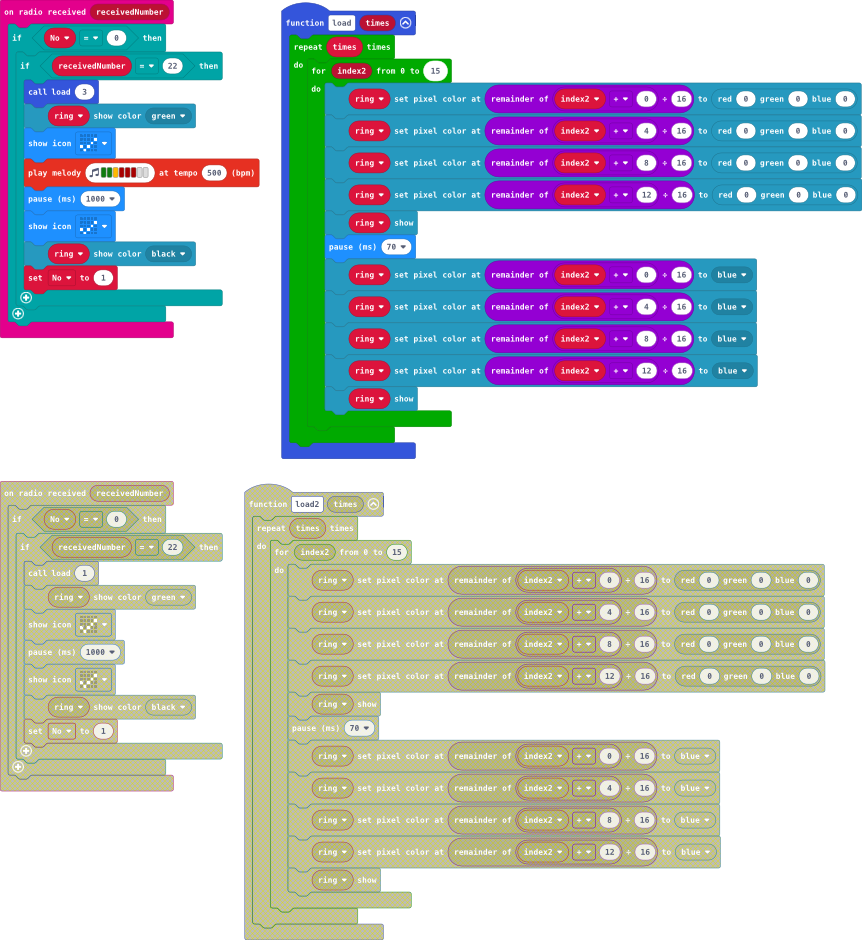 on radio received receivedNumber
if No = 0 then
if receivedNumber = 22 then
call load 3
ring show color green
show icon
play melody at tempo 500 (bpm)
pause (ms) 1000
show icon
ring show color black
set No to 1
function load times
repeat times times
do
for index2 from 0 to 15
do
ring set pixel color at remainder of index2 + 0 ÷ 16 to red 0 green 0 blue 0
ring set pixel color at remainder of index2 + 4 ÷ 16 to red 0 green 0 blue 0
ring set pixel color at remainder of index2 + 8 ÷ 16 to red 0 green 0 blue 0
ring set pixel color at remainder of index2 + 12 ÷ 16 to red 0 green 0 blue 0
ring show
pause (ms) 70
ring set pixel color at remainder of index2 + 0 ÷ 16 to blue
ring set pixel color at remainder of index2 + 4 ÷ 16 to blue
ring set pixel color at remainder of index2 + 8 ÷ 16 to blue
ring set pixel color at remainder of index2 + 12 ÷ 16 to blue
ring show
on radio received receivedNumber
if No = 0 then
if receivedNumber = 22 then
call load 1
ring show color green
show icon
pause (ms) 1000
show icon
ring show color black
set No to 1
function load2 times
repeat times times
do
for index2 from 0 to 15
do
ring set pixel color at remainder of index2 + 0 ÷ 16 to red 0 green 0 blue 0
ring set pixel color at remainder of index2 + 4 ÷ 16 to red 0 green 0 blue 0
ring set pixel color at remainder of index2 + 8 ÷ 16 to red 0 green 0 blue 0
ring set pixel color at remainder of index2 + 12 ÷ 16 to red 0 green 0 blue 0
ring show
pause (ms) 70
ring set pixel color at remainder of index2 + 0 ÷ 16 to blue
ring set pixel color at remainder of index2 + 4 ÷ 16 to blue
ring set pixel color at remainder of index2 + 8 ÷ 16 to blue
ring set pixel color at remainder of index2 + 12 ÷ 16 to blue
ring show